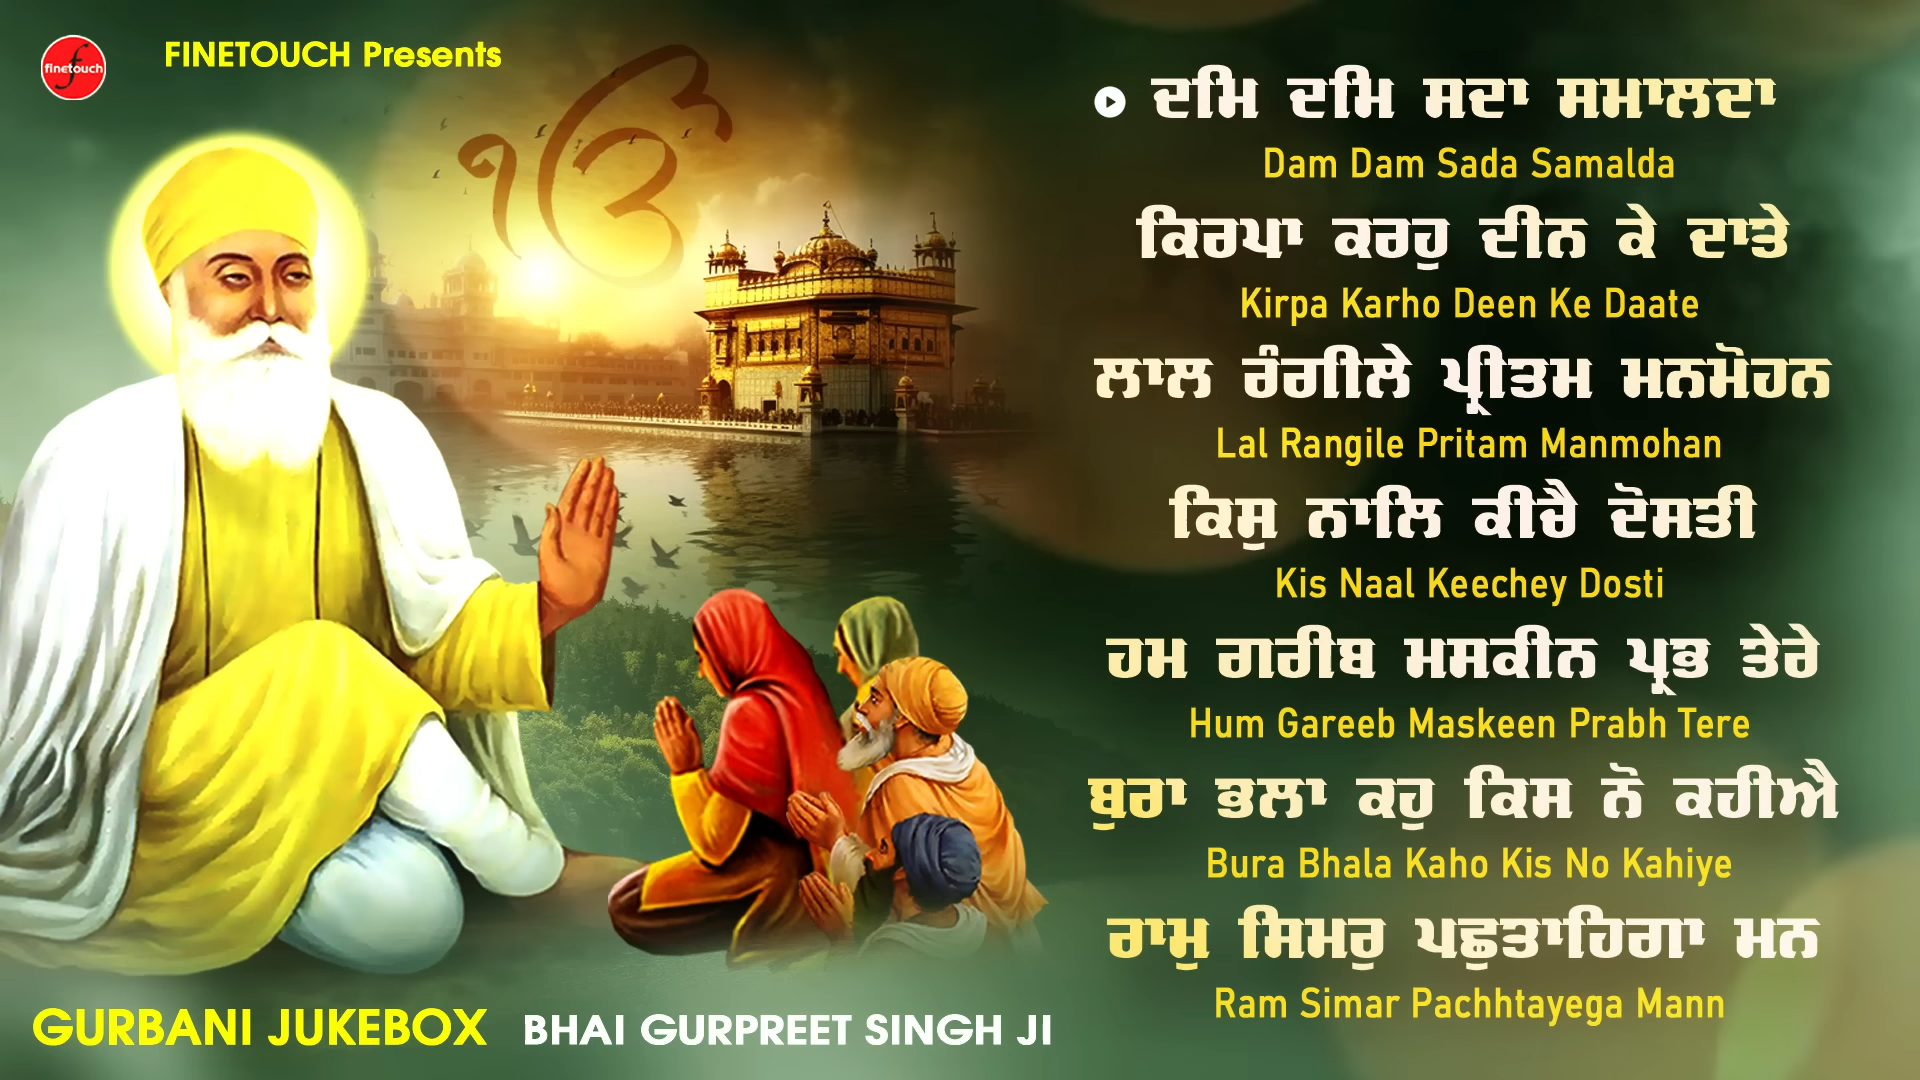 finetouch
FINETOUCH Presents
ੴ
ਦਮਿ ਦਮਿ ਸਦਾ ਸਮਾਲਦਾ
Dam Dam Sada Samalda
ਕਿਰਪਾ ਕਰਹੁ ਦੀਨ ਕੇ ਦਾਤੇ
Kirpa Karho Deen Ke Daate
ਲਾਲ ਰੰਗੀਲੇ ਪ੍ਰੀਤਮ ਮਨਮੋਹਨ
Lal Rangile Pritam Manmohan
ਕਿਸੁ ਨਾਲਿ ਕੀਚੈ ਦੋਸਤੀ
Kis Naal Keechey Dosti
ਹਮ ਗਰੀਬ ਮਸਕੀਨ ਪ੍ਰਭ ਤੇਰੇ
Hum Gareeb Maskeen Prabh Tere
ਬੁਰਾ ਭਲਾ ਕਹੁ ਕਿਸ ਨੋ ਕਹੀਐ
Bura Bhala Kaho Kis No Kahiye
ਰਾਮੁ ਸਿਮਰੁ ਪਛੁਤਾਹਿਗਾ ਮਨ
Ram Simar Pachhtayega Mann
GURBANI JUKEBOX BHAI GURPREET SINGH JI